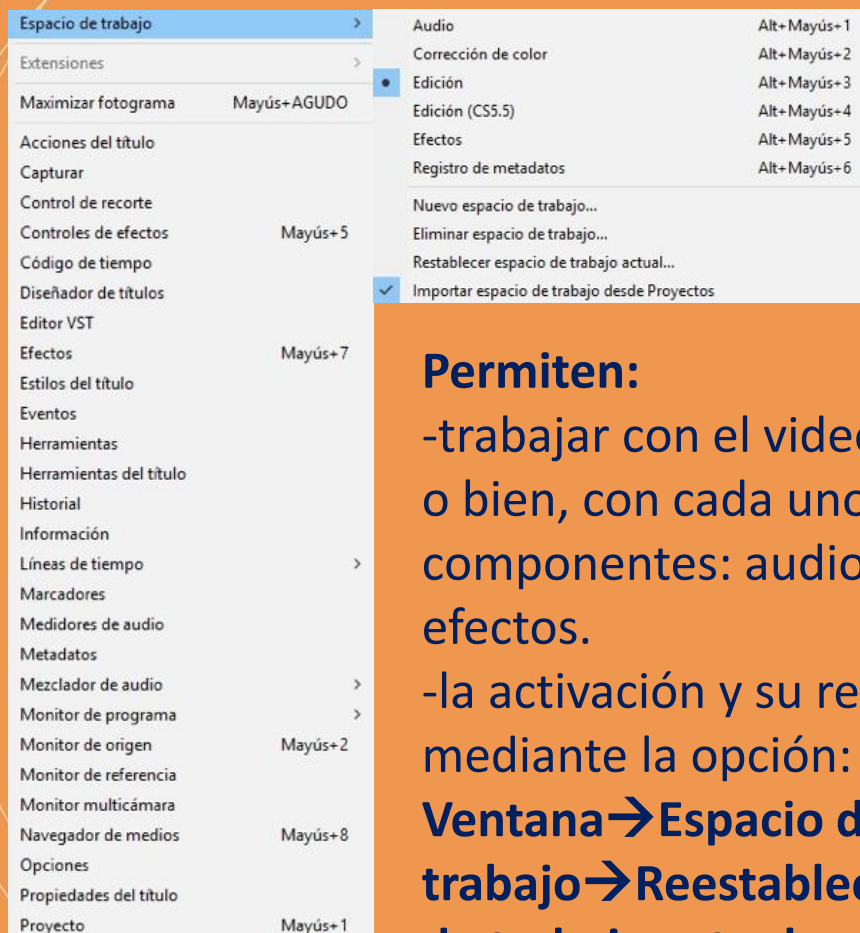 Espacio de trabajo >
Extensiones >
Maximizar fotograma Mayús+AGUDO
Acciones del título
Capturar
Control de recorte
Controles de efectos Mayús+5
Código de tiempo
Diseñador de títulos
Editor VST
Efectos Mayús+7
Estilos del título
Eventos
Herramientas
Herramientas del título
Historial
Información
Líneas de tiempo >
Marcadores
Medidores de audio
Metadatos
Mezclador de audio >
Monitor de programa >
Monitor de origen Mayús+2
Monitor de referencia
Monitor multicámara
Navegador de medios Mayús+8
Opciones
Propiedades del título
Proyecto Mayús+1
Audio Alt+Mayús+1
Corrección de color Alt+Mayús+2
• Edición Alt+Mayús+3
Edición (CS5.5) Alt+Mayús+4
Efectos Alt+Mayús+5
Registro de metadatos Alt+Mayús+6
Nuevo espacio de trabajo...
Eliminar espacio de trabajo...
Restablecer espacio de trabajo actual...
✓ Importar espacio de trabajo desde Proyectos
Permiten:
-trabajar con el vide
o bien, con cada uno
componentes: audio
efectos.
-la activación y su re
mediante la opción:
Ventana→Espacio d
trabajo→Reestablec